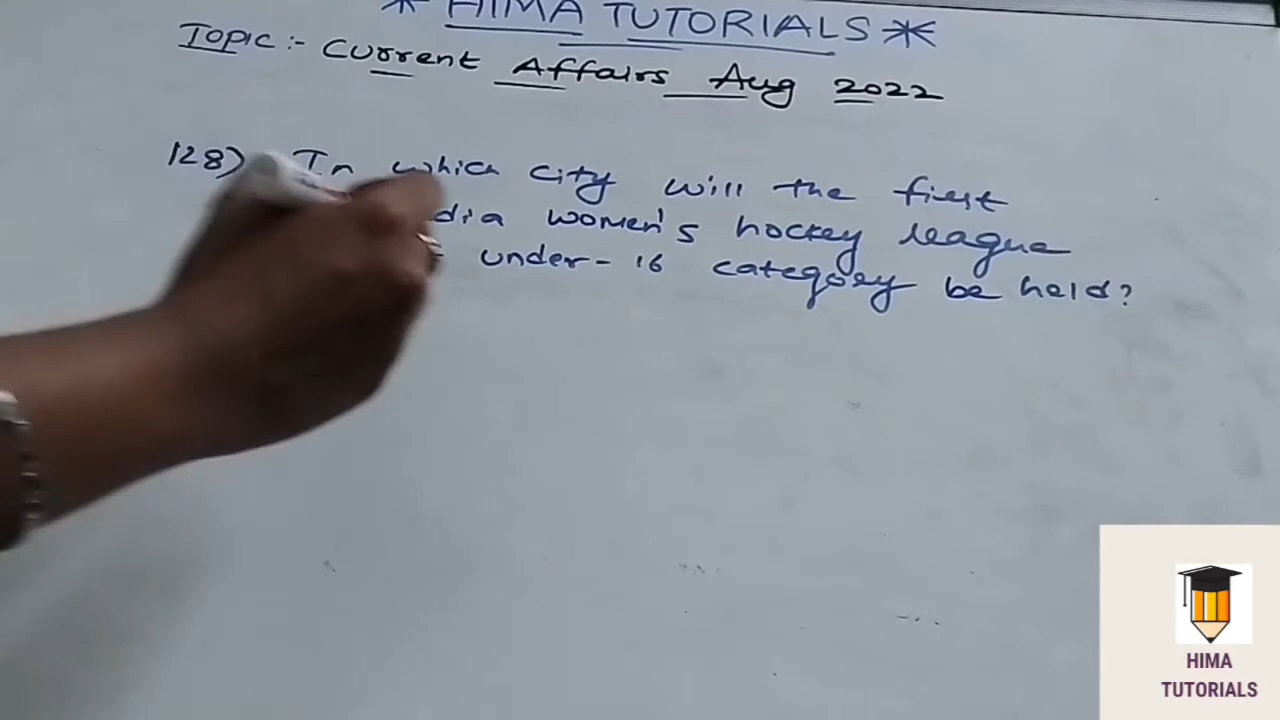 * HIMA TUTORIALS *
Topic :- Current Affairs Aug 2022
128) In which city will the first
women's hockey league
under-16 category be held?
HIMA
TUTORIALS